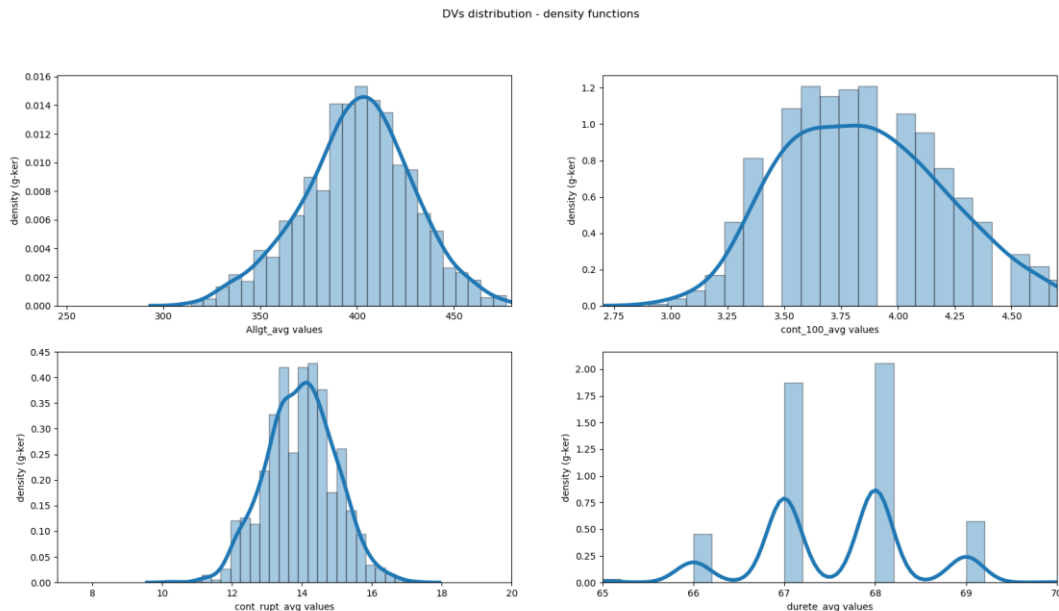 DVs distribution - density functions
0.016
0.014
0.012
0.010
0.008
0.006
0.004
0.002
0.000
density (g-ker)
250 300 350 400 450
Allgt_avg values
1.2
1.0
0.8
0.6
0.4
0.2
0.0
density (g-ker)
2.75 3.00 3.25 3.50 3.75 4.00 4.25 4.50
cont_100_avg values
0.45
0.40
0.35
0.30
0.25
0.20
0.15
0.10
0.05
0.00
density (g-ker)
8 10 12 14 16 18 20
cont_rupt_avg values
2.00
1.75
1.50
1.25
1.00
0.75
0.50
0.25
0.00
density (g-ker)
65 66 67 68 69 70
durete_avg values